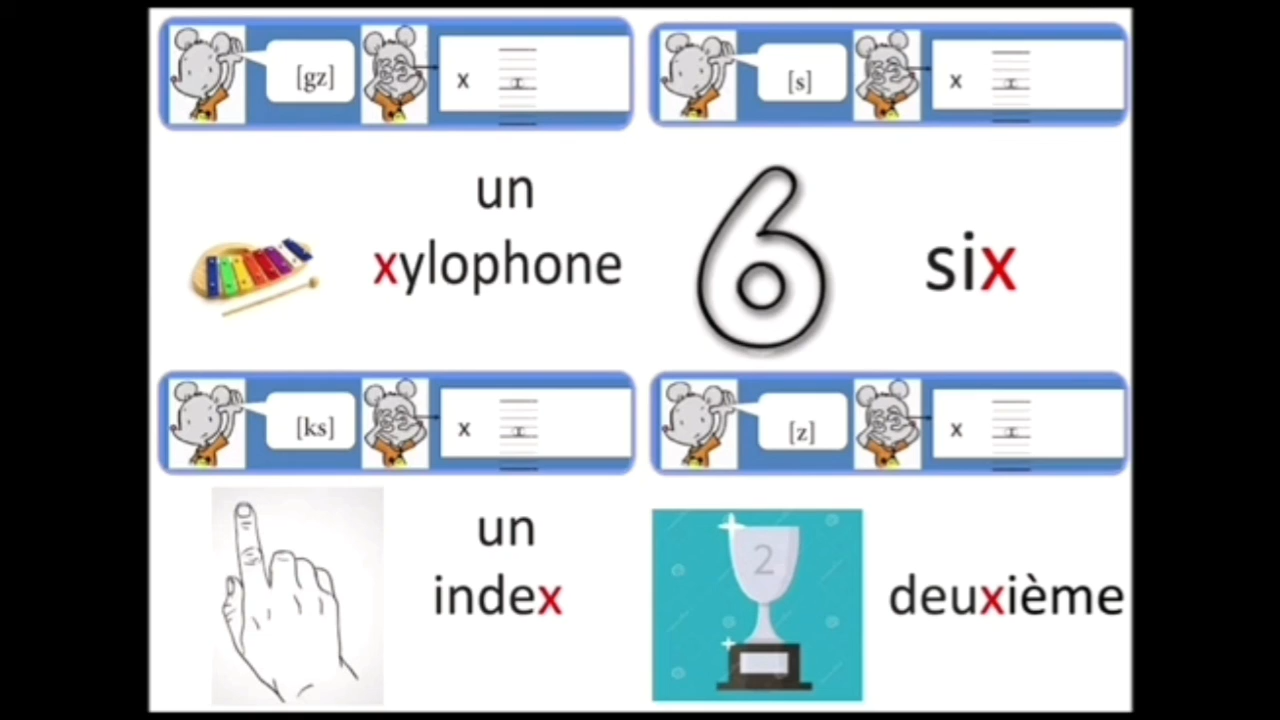 [gz] x x
un
xylophone
[s] x x
six
[ks] x x
un
index
[z] x x
2
deuxième